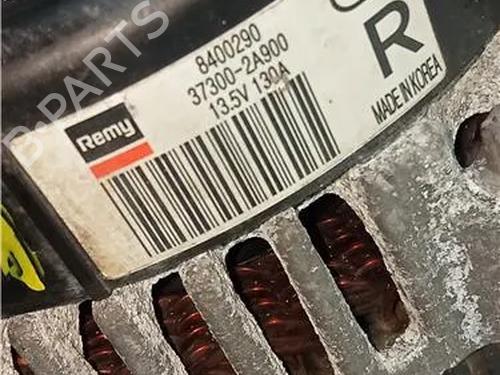 B-PARTS
Remy
8400290
37300-2A900
13.5V 130A
R
MADE IN KOREA